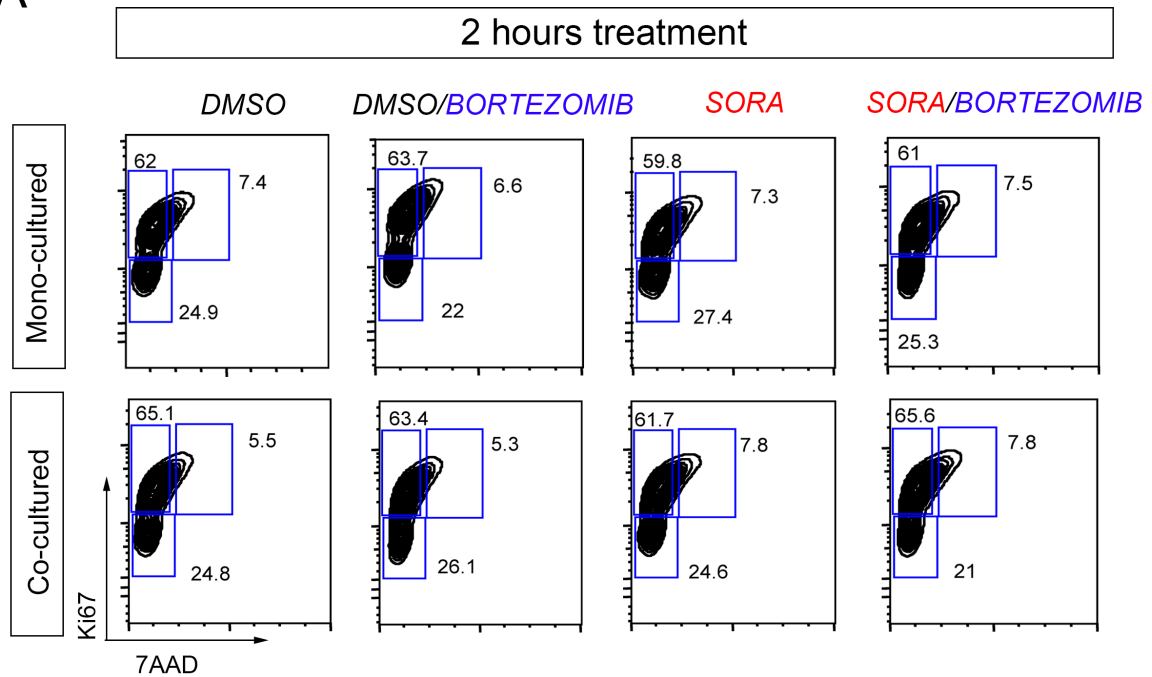 A
2 hours treatment
DMSO DMSO/BORTEZOMIB SORA SORA/BORTEZOMIB
Mono-cultured
62 7.4 24.9
63.7 6.6 22
59.8 7.3 27.4
61 7.5 25.3
Co-cultured
65.1 5.5 24.8
63.4 5.3 26.1
61.7 7.8 24.6
65.6 7.8 21
Ki67
7AAD